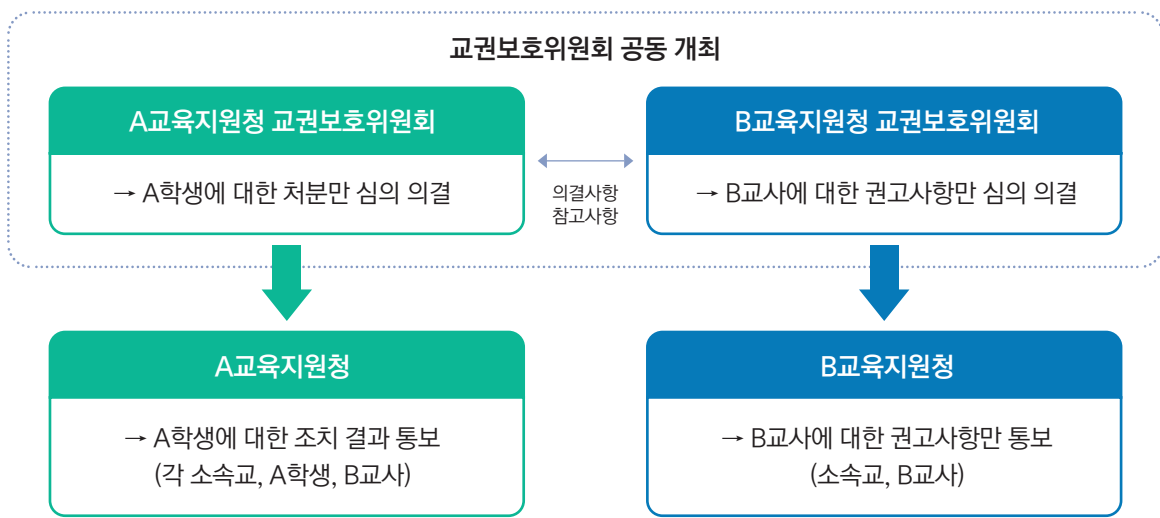 교권보호위원회 공동 개최
A교육지원청 교권보호위원회
→ A학생에 대한 처분만 심의 의결
의결사항
참고사항
B교육지원청 교권보호위원회
→ B교사에 대한 권고사항만 심의 의결
A교육지원청
→ A학생에 대한 조치 결과 통보
(각 소속교, A학생, B교사)
B교육지원청
→ B교사에 대한 권고사항만 통보
(소속교, B교사)